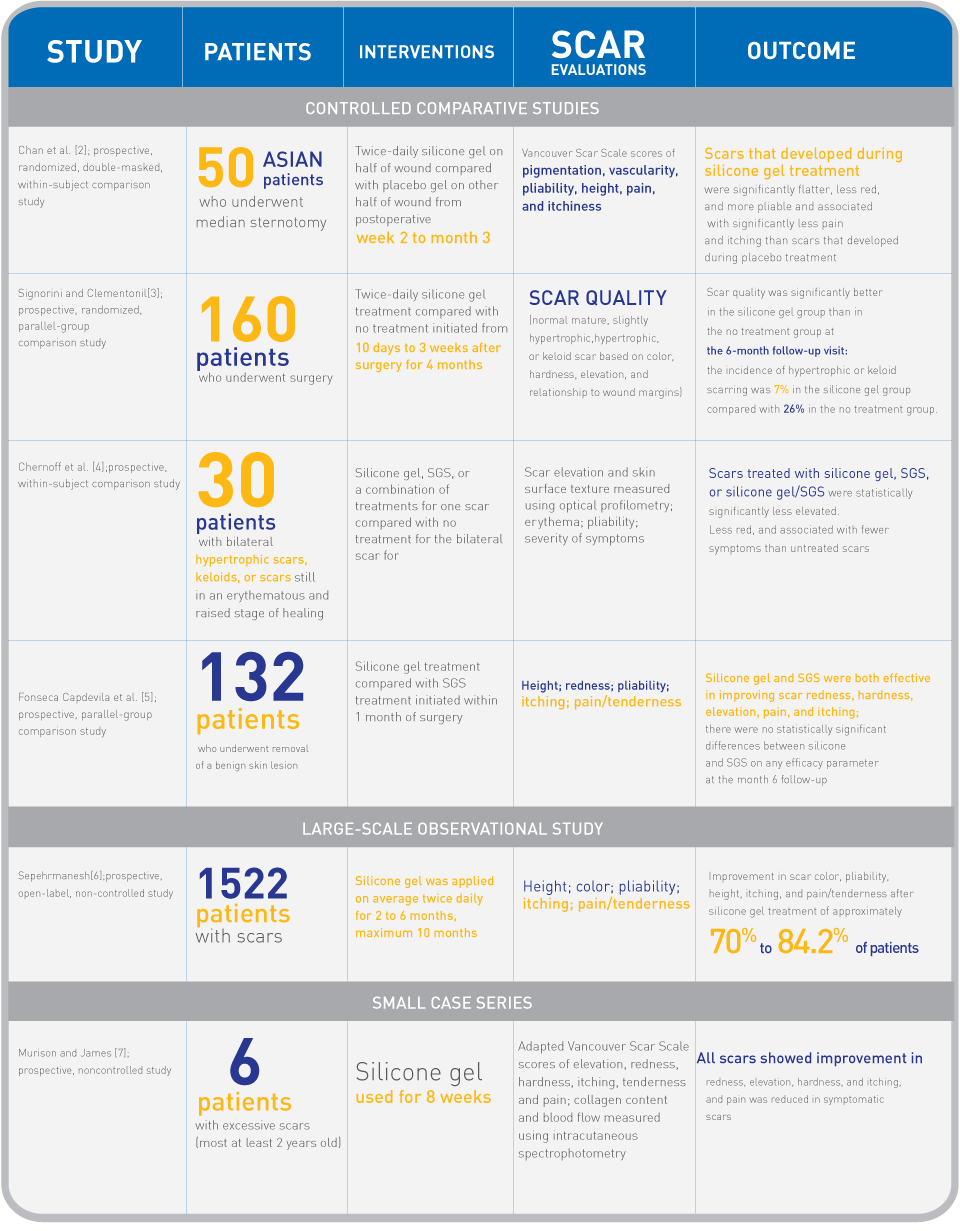 STUDY
PATIENTS
INTERVENTIONS
SCAR
EVALUATIONS
OUTCOME
CONTROLLED COMPARATIVE STUDIES
Chan et al. [2]; prospective,
randomized, double-masked,
within-subject comparison
study
50 ASIAN
patients
who underwent
median sternotomy
Twice-daily silicone gel on
half of wound compared
with placebo gel on other
half of wound from
postoperative
week 2 to month 3
Vancouver Scar Scale scores of
pigmentation, vascularity,
pliability, height, pain,
and itchiness
Scars that developed during
silicone gel treatment
were significantly flatter, less red,
and more pliable and associated
with significantly less pain
and itching than scars that developed
during placebo treatment
Signorini and Clementonil[3];
prospective, randomized,
parallel-group
comparison study
160
patients
who underwent surgery
Twice-daily silicone gel
treatment compared with
no treatment initiated from
10 days to 3 weeks after
surgery for 4 months
SCAR QUALITY
(normal mature, slightly
hypertrophic,hypertrophic,
or keloid scar based on color,
hardness, elevation, and
relationship to wound margins)
Scar quality was significantly better
in the silicone gel group than in
the no treatment group at
the 6-month follow-up visit:
the incidence of hypertrophic or keloid
scarring was 7% in the silicone gel group
compared with 26% in the no treatment group.
Chernoff et al. [4];prospective,
within-subject comparison study
30
patients
with bilateral
hypertrophic scars,
keloids, or scars still
in an erythematous and
raised stage of healing
Silicone gel, SGS, or
a combination of
treatments for one scar
compared with no
treatment for the bilateral
scar for
Scar elevation and skin
surface texture measured
using optical profilometry;
erythema; pliability;
severity of symptoms
Scars treated with silicone gel, SGS,
or silicone gel/SGS were statistically
significantly less elevated.
Less red, and associated with fewer
symptoms than untreated scars
Fonseca Capdevila et al. [5];
prospective, parallel-group
comparison study
132
patients
who underwent removal
of a benign skin lesion
Silicone gel treatment
compared with SGS
treatment initiated within
1 month of surgery
Height; redness; pliability;
itching; pain/tenderness
Silicone gel and SGS were both effective
in improving scar redness, hardness,
elevation, pain, and itching;
there were no statistically significant
differences between silicone
and SGS on any efficacy parameter
at the month 6 follow-up
LARGE-SCALE OBSERVATIONAL STUDY
Sepehrmanesh[6];prospective,
open-label, non-controlled study
1522
patients
with scars
Silicone gel was applied
on average twice daily
for 2 to 6 months,
maximum 10 months
Height; color; pliability;
itching; pain/tenderness
Improvement in scar color, pliability,
height, itching, and pain/tenderness after
silicone gel treatment of approximately
70% to 84.2% of patients
SMALL CASE SERIES
Murison and James [7];
prospective, noncontrolled study
6
patients
with excessive scars
(most at least 2 years old)
Silicone gel
used for 8 weeks
Adapted Vancouver Scar Scale
scores of elevation, redness,
hardness, itching, tenderness
and pain; collagen content
and blood flow measured
using intracutaneous
spectrophotometry
All scars showed improvement in
redness, elevation, hardness, and itching,
and pain was reduced in symptomatic
scars